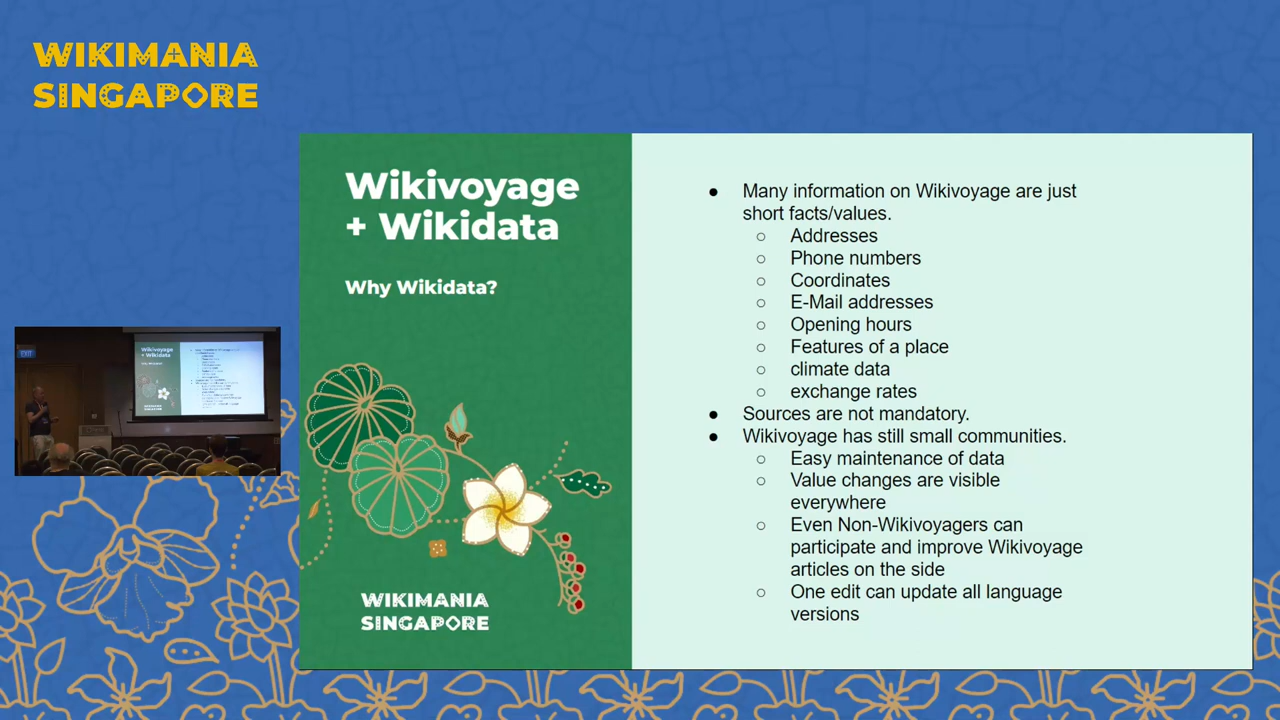 WIKIMANIA
SINGAPORE
Wikivoyage
+ Wikidata
Why Wikidata?
WIKIMANIA
SINGAPORE
● Many information on Wikivoyage are just
short facts/values.
○ Addresses
○ Phone numbers
○ Coordinates
○ E-Mail addresses
○ Opening hours
○ Features of a place
○ climate data
○ exchange rates
● Sources are not mandatory.
● Wikivoyage has still small communities.
○ Easy maintenance of data
○ Value changes are visible
everywhere
○ Even Non-Wikivoyagers can
participate and improve Wikivoyage
articles on the side
○ One edit can update all language
versions
EXIT
Wikivoyage
+ Wikidata